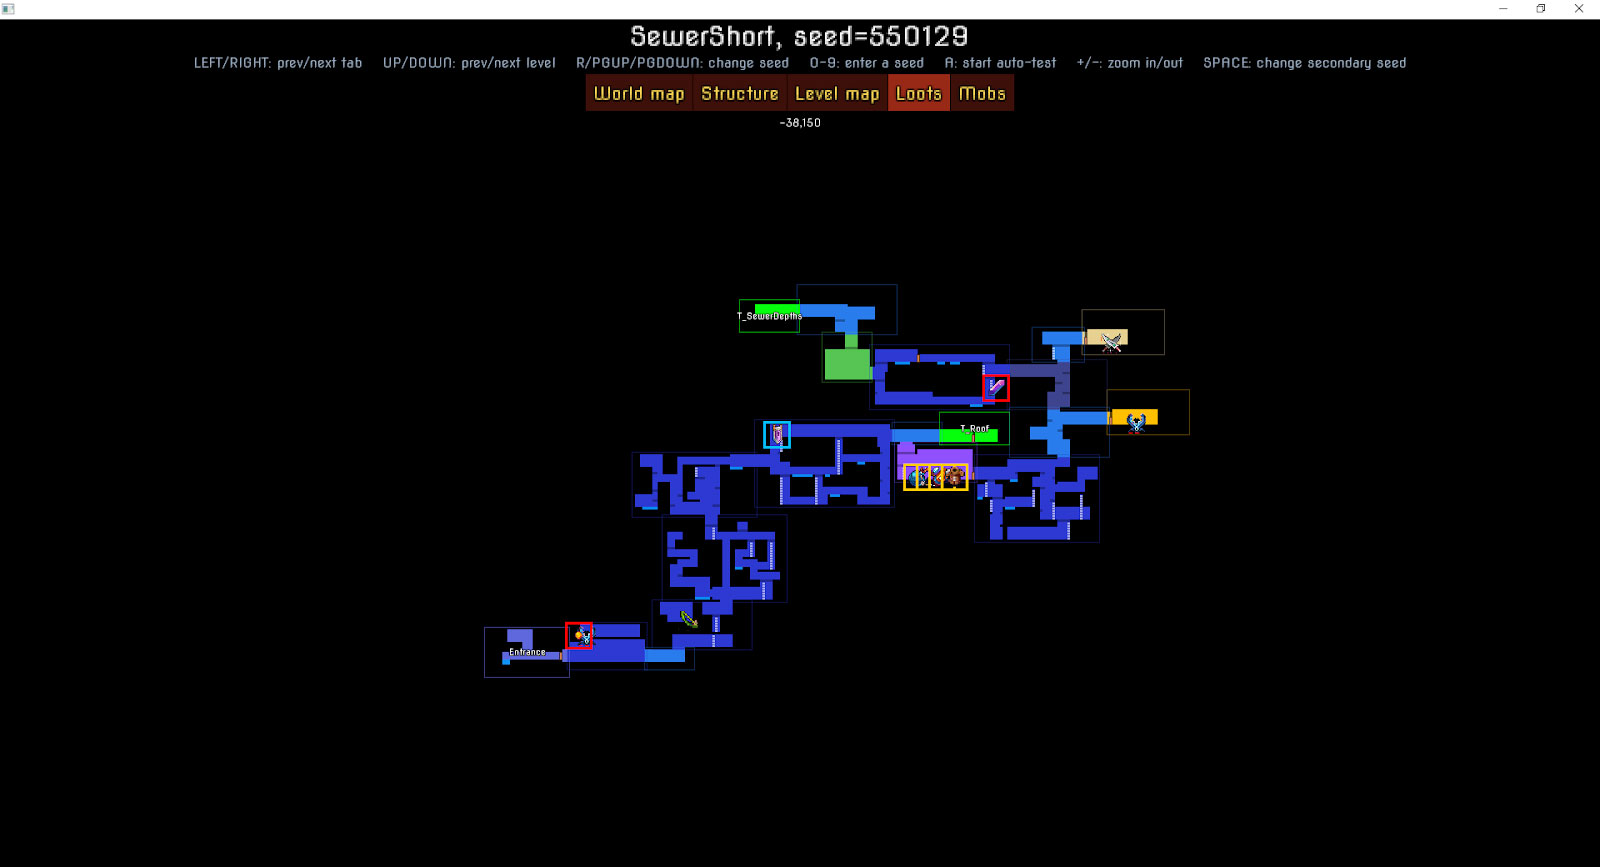 SewerShort, seed=550129
LEFT/RIGHT: prev/next tab UP/DOWN: prev/next level R/PGUP/PGDOWN: change seed 0-9: enter a seed A: start auto-test +/-: zoom in/out SPACE: change secondary seed
World map Structure Level map Loots Mobs
-38,150
T_SewerDepths
T_Roof
Entrance